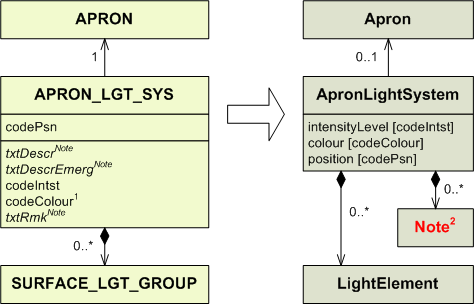 APRON
1
APRON_LGT_SYS
codePsn
txtDescrNote
txtDescrEmergNote
codeIntst
codeColour1
txtRmkNote
0..*
SURFACE_LGT_GROUP
Apron
0..1
ApronLightSystem
intensityLevel [codeIntst]
colour [codeColour]
position [codePsn]
0..*
0..*
Note2
LightElement